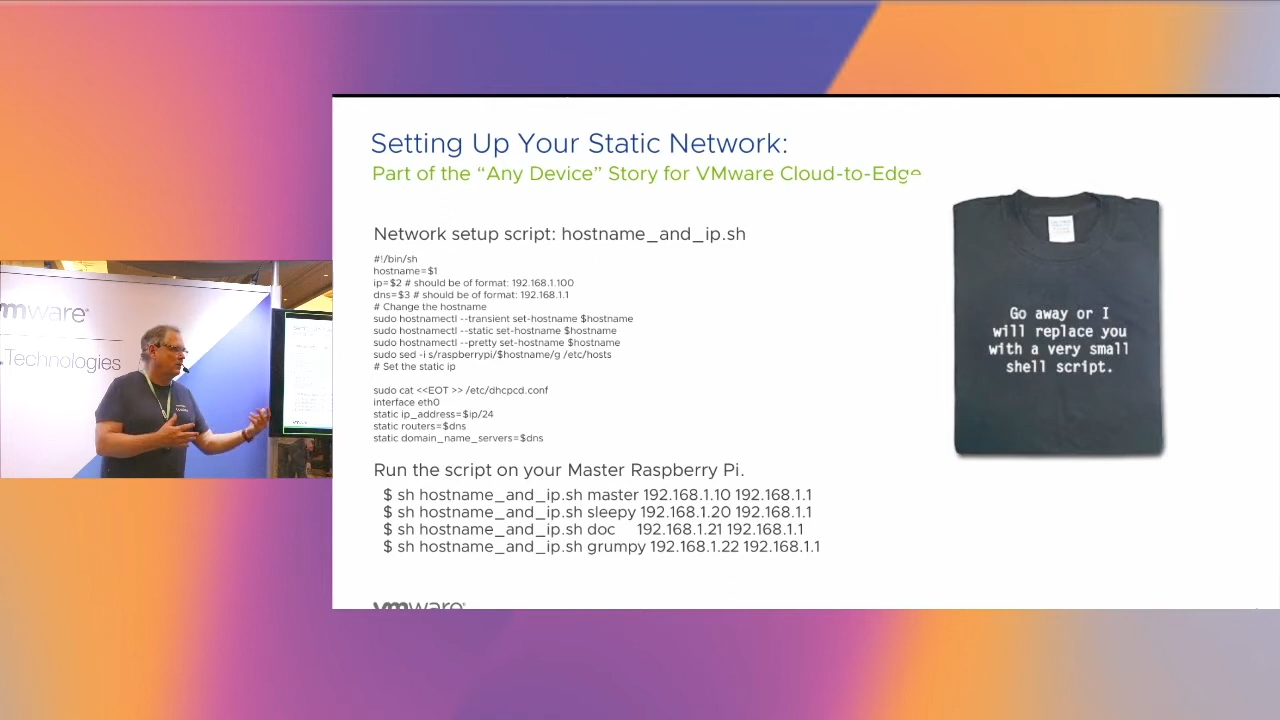 Setting Up Your Static Network:
Part of the “Any Device” Story for VMware Cloud-to-Edge
Network setup script: hostname_and_ip.sh
#!/bin/sh
hostname=$1
ip=$2 # should be of format: 192.168.1.100
dns=$3 # should be of format: 192.168.1.1
# Change the hostname
sudo hostnamectl --transient set-hostname $hostname
sudo hostnamectl --static set-hostname $hostname
sudo hostnamectl --pretty set-hostname $hostname
sudo sed -i s/raspberrypi/$hostname/g /etc/hosts
# Set the static ip
sudo cat <<EOT >> /etc/dhcpcd.conf
interface eth0
static ip_address=$ip/24
static routers=$dns
static domain_name_servers=$dns
Run the script on your Master Raspberry Pi.
$ sh hostname_and_ip.sh master 192.168.1.10 192.168.1.1
$ sh hostname_and_ip.sh sleepy 192.168.1.20 192.168.1.1
$ sh hostname_and_ip.sh doc 192.168.1.21 192.168.1.1
$ sh hostname_and_ip.sh grumpy 192.168.1.22 192.168.1.1
vmware®
Go away or I
will replace you
with a very small
shell script.
mware®
Technologies